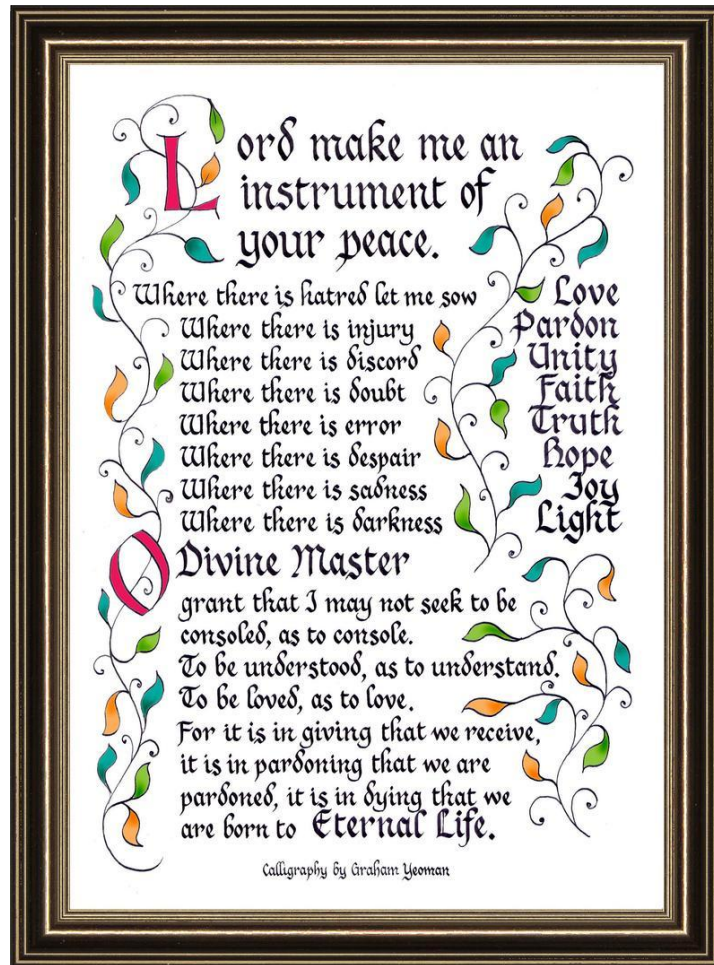 Lord make me an
instrument of
your peace.
Where there is hatred let me sow Love
Where there is injury Pardon
Where there is discord Unity
Where there is doubt Faith
Where there is error Truth
Where there is despair Hope
Where there is sadness Joy
Where there is darkness Light
O Divine Master
grant that I may not seek to be
consoled, as to console.
To be understood, as to understand.
To be loved, as to love.
For it is in giving that we receive,
it is in pardoning that we are
pardoned, it is in dying that we
are born to Eternal Life.
Calligraphy by Graham Yeoman